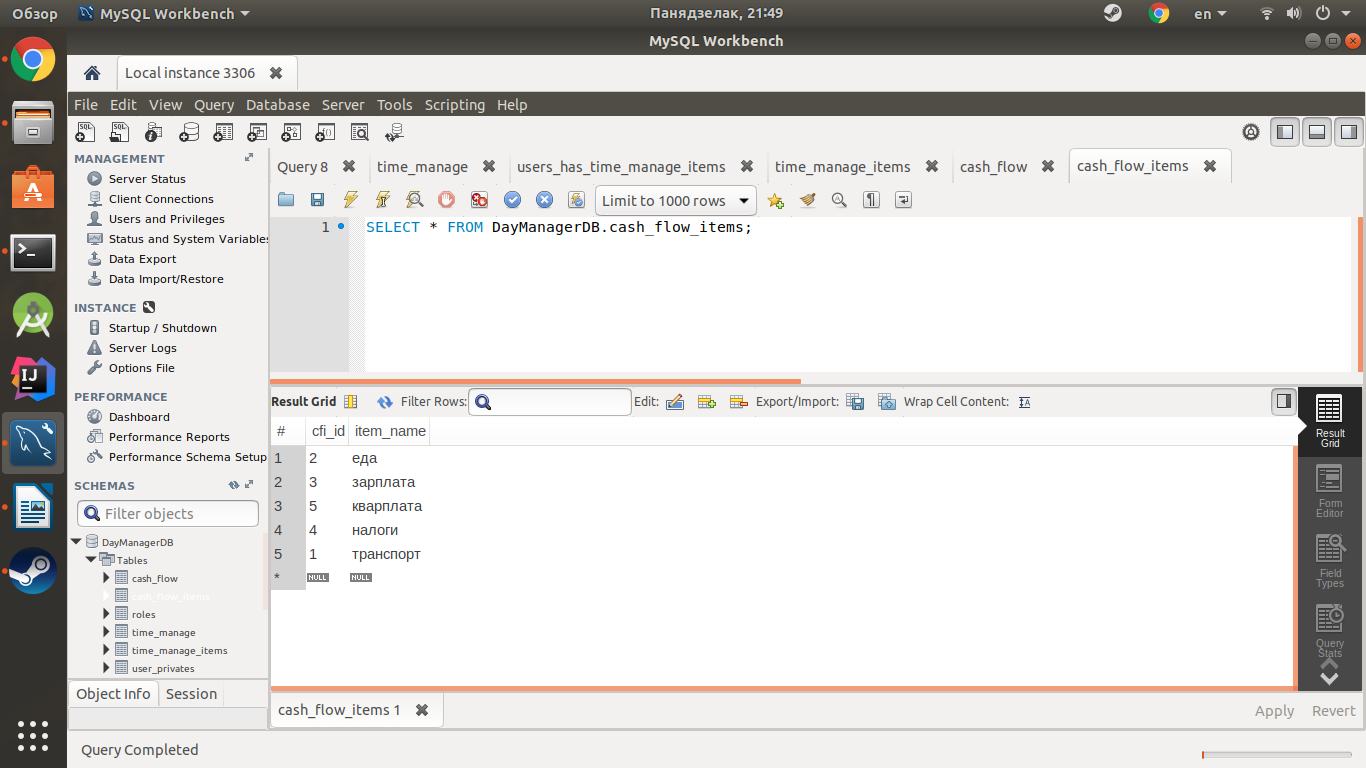 Обзор MySQL Workbench Панядзелак, 21:49 en
MySQL Workbench
Local instance 3306
File Edit View Query Database Server Tools Scripting Help
MANAGEMENT
Server Status
Client Connections
Users and Privileges
Status and System Variables
Data Export
Data Import/Restore
INSTANCE
Startup / Shutdown
Server Logs
Options File
PERFORMANCE
Dashboard
Performance Reports
Performance Schema Setup
SCHEMAS
Filter objects
DayManagerDB
Tables
cash_flow
cash_flow_items
roles
time_manage
time_manage_items
user_privates
Object Info Session
Query 8 time_manage users_has_time_manage_items time_manage_items cash_flow cash_flow_items
Limit to 1000 rows
1 SELECT * FROM DayManagerDB.cash_flow_items;
Result Grid Filter Rows: Edit: Export/Import: Wrap Cell Content:
# cfi_id item_name
1 2 еда
2 3 зарплата
3 5 кварплата
4 4 налоги
5 1 транспорт
* NULL NULL
Result
Grid
Form
Editor
Field
Types
Query
Stats
cash_flow_items 1
Apply Revert
Query Completed